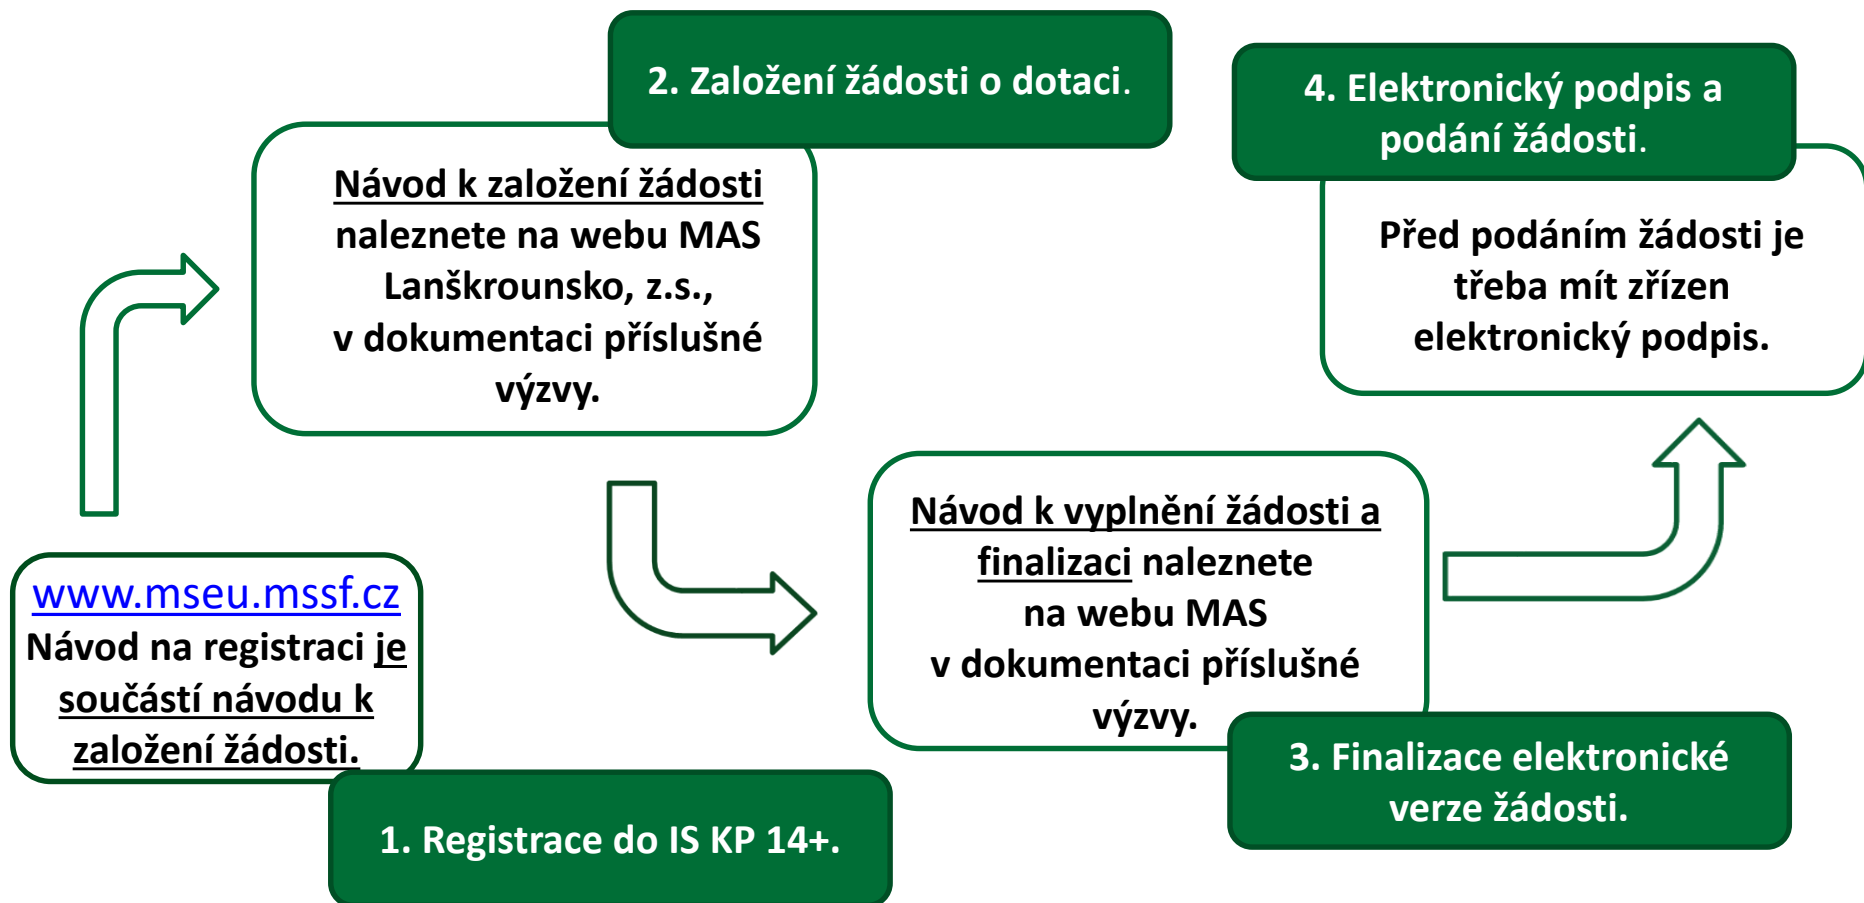 www.mseu.mssf.cz
Návod na registraci je
součástí návodu k
založení žádosti.
1. Registrace do IS KP 14+.
2. Založení žádosti o dotaci.
Návod k založení žádosti
naleznete na webu MAS
Lanškrounsko, z.s.,
v dokumentaci příslušné
výzvy.
Návod k vyplnění žádosti a
finalizaci naleznete
na webu MAS
v dokumentaci příslušné
výzvy.
3. Finalizace elektronické
verze žádosti.
4. Elektronický podpis a
podání žádosti.
Před podáním žádosti je
třeba mít zřízen
elektronický podpis.